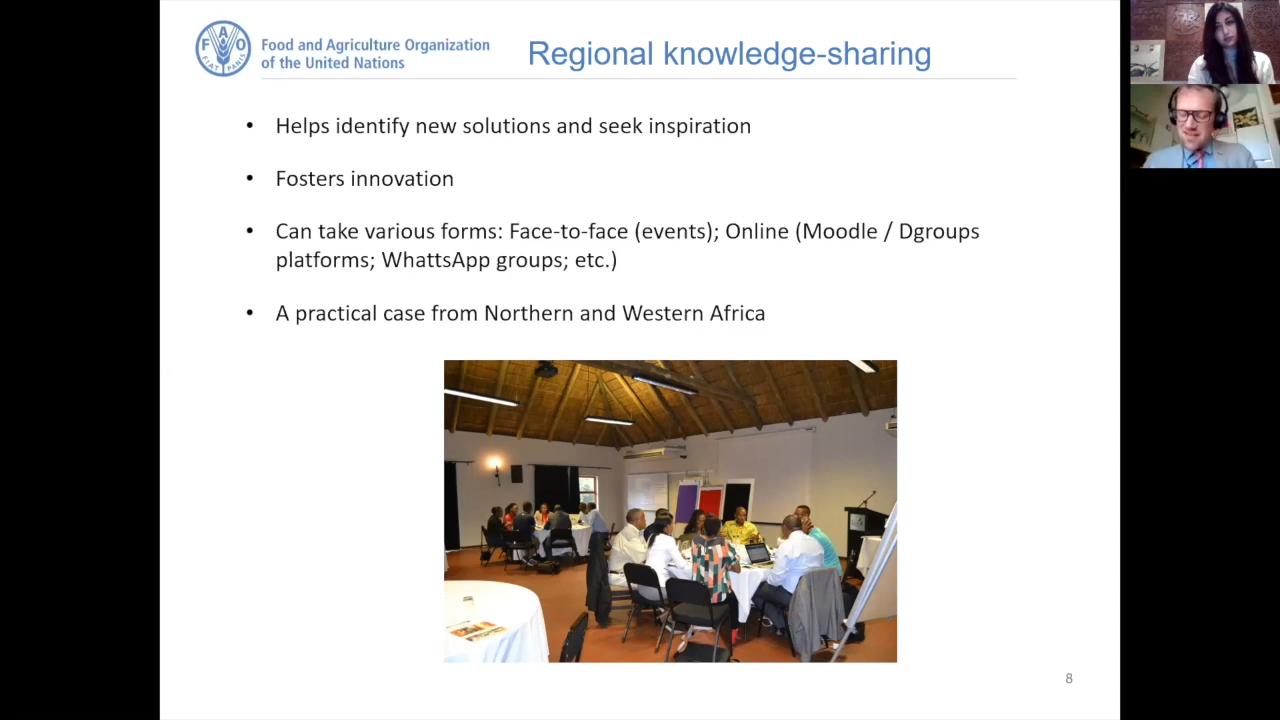 F A O
FIAT PANIS
Food and Agriculture Organization
of the United Nations
Regional knowledge-sharing
• Helps identify new solutions and seek inspiration
• Fosters innovation
• Can take various forms: Face-to-face (events); Online (Moodle / Dgroups
platforms; WhattsApp groups; etc.)
• A practical case from Northern and Western Africa
8